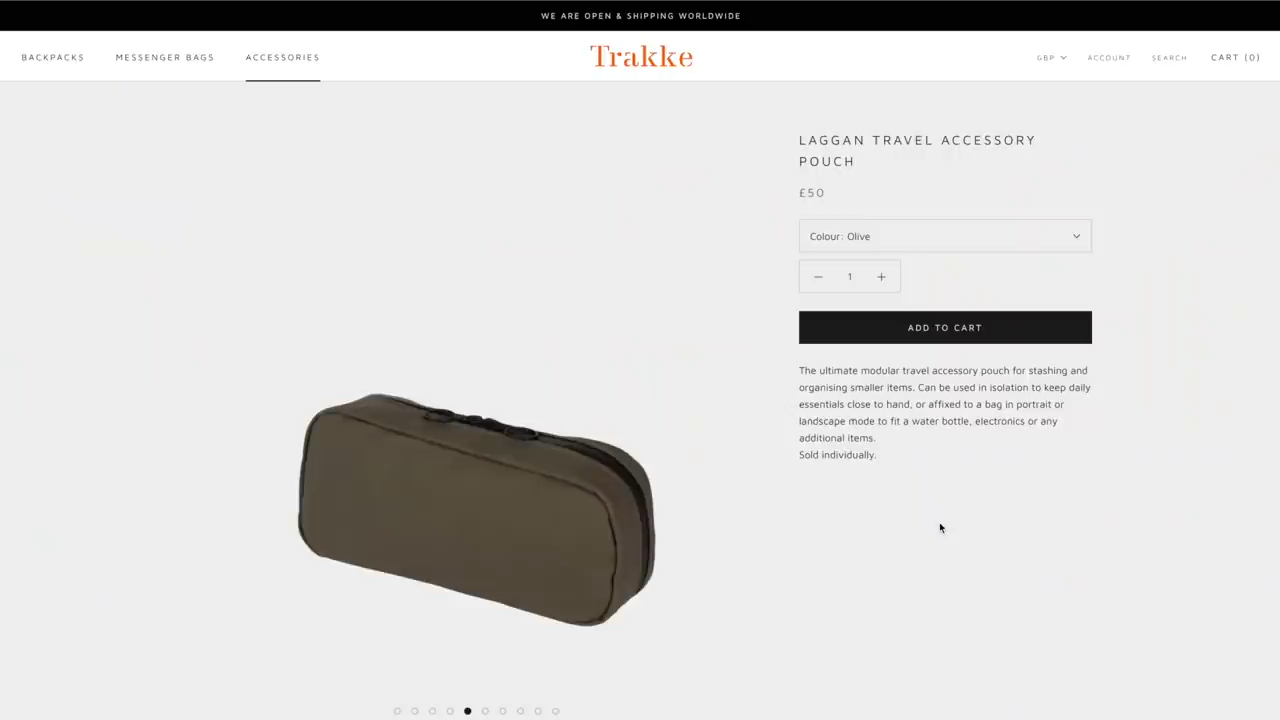 WE ARE OPEN & SHIPPING WORLDWIDE
BACKPACKS MESSENGER BAGS ACCESSORIES Trakke GBP ACCOUNT SEARCH CART (0)
LAGGAN TRAVEL ACCESSORY
POUCH
£50
Colour: Olive
1
ADD TO CART
The ultimate modular travel accessory pouch for stashing and
organising smaller items. Can be used in isolation to keep daily
essentials close to hand, or affixed to a bag in portrait or
landscape mode to fit a water bottle, electronics or any
additional items.
Sold individually.